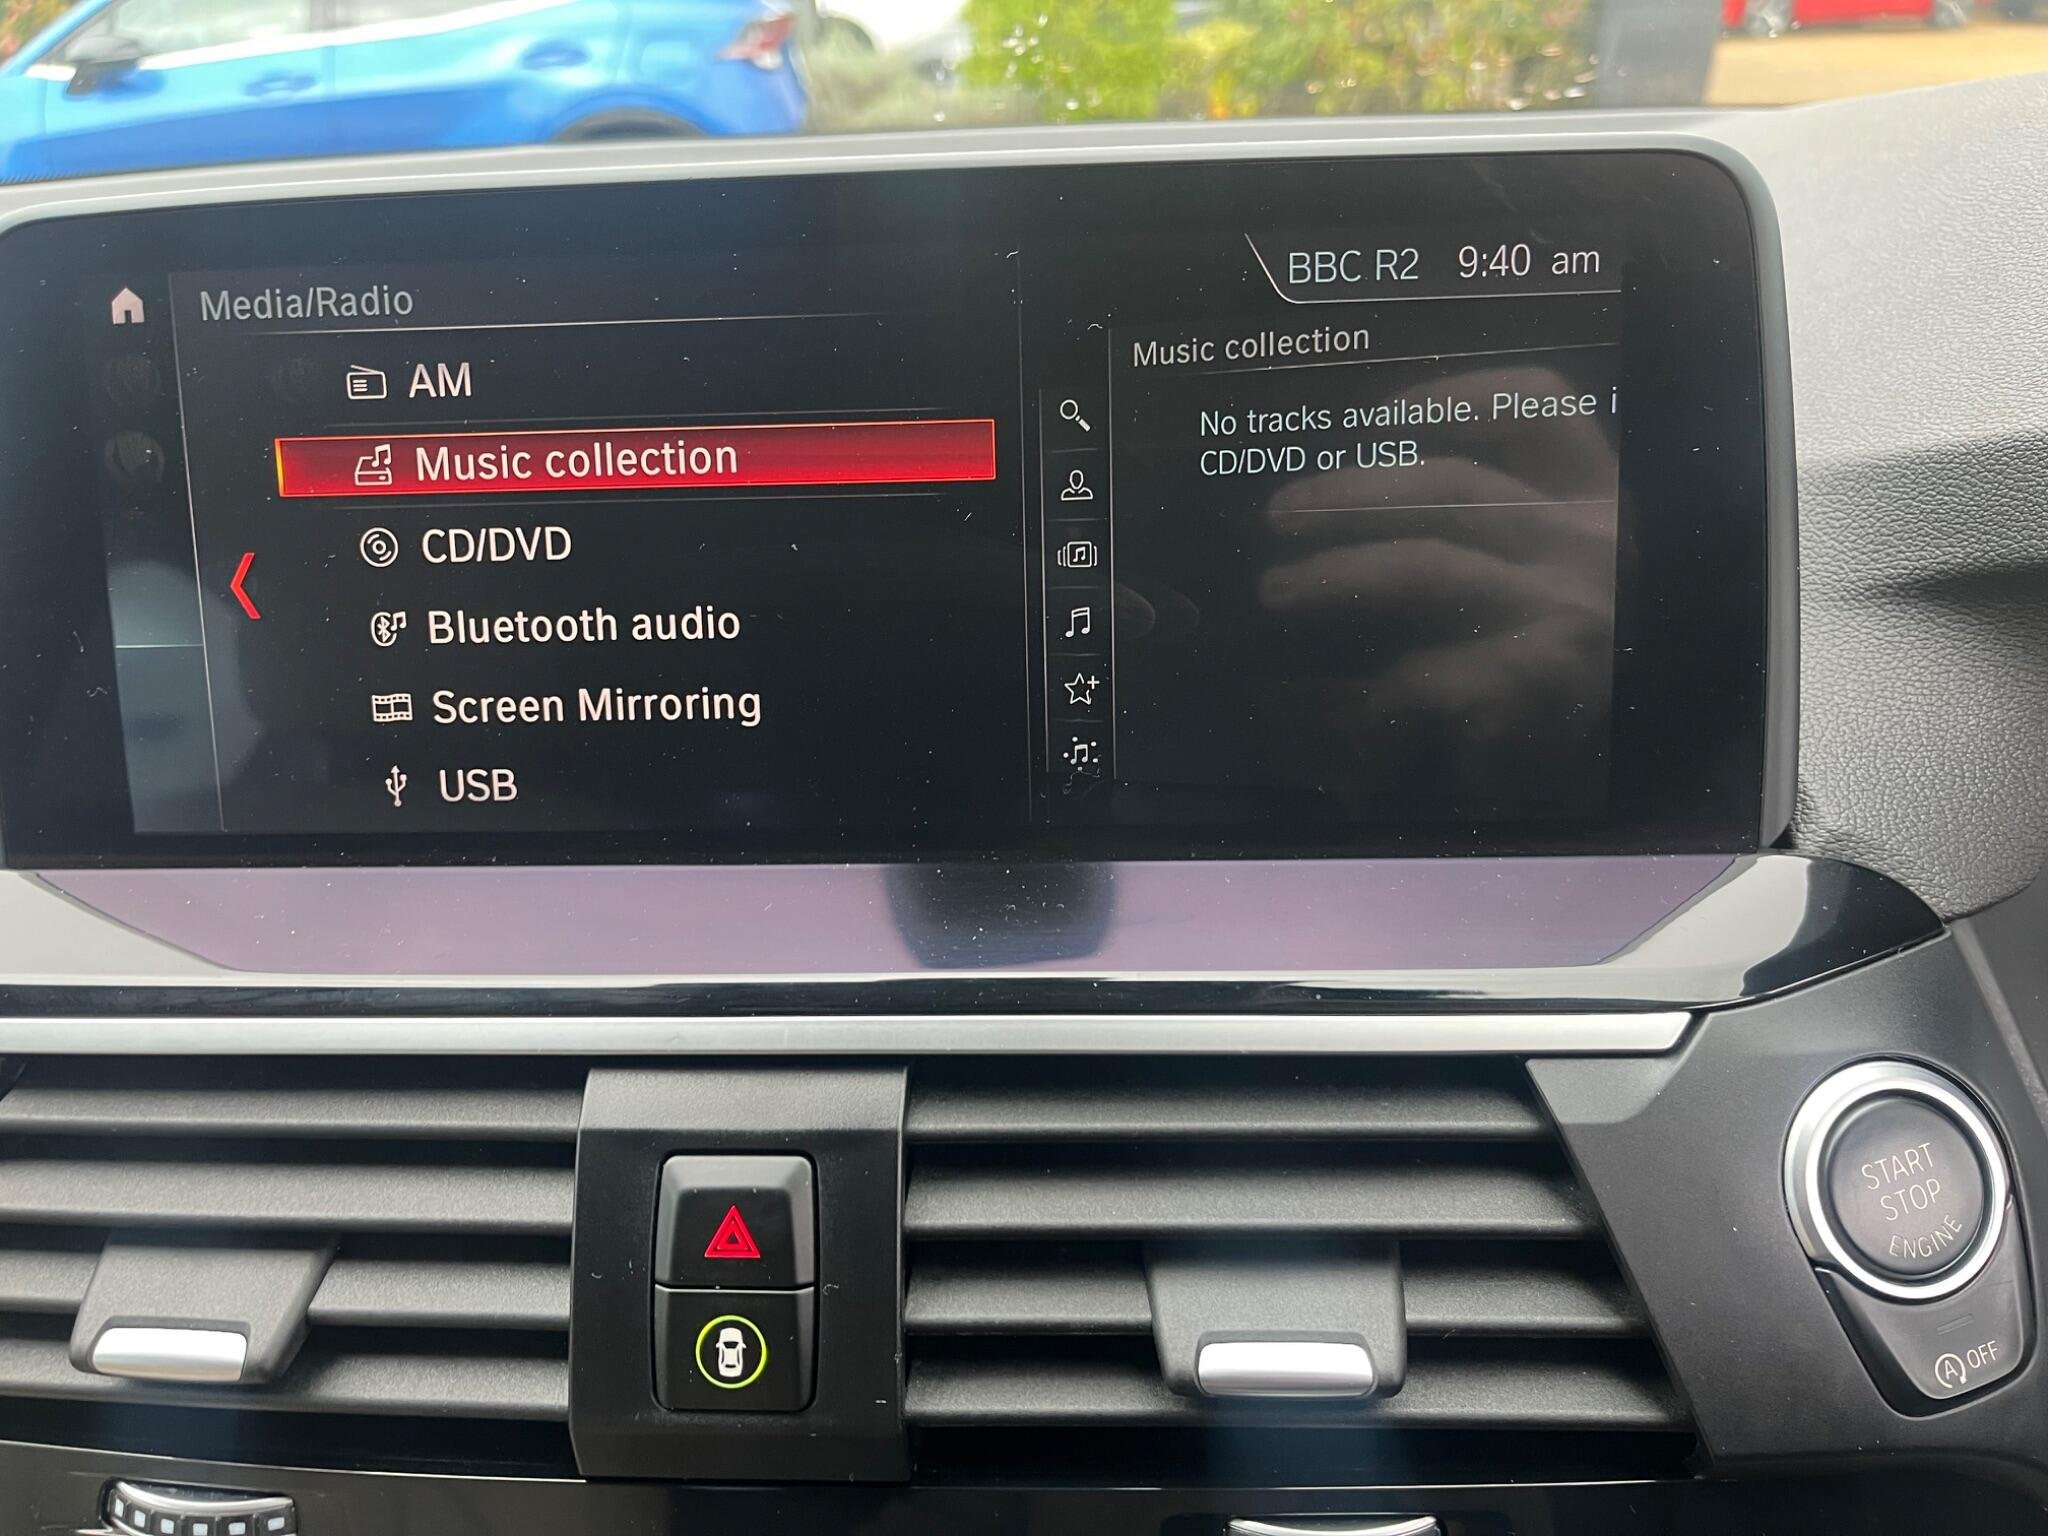 BBC R2 9:40 am
Media/Radio
AM
Music collection
CD/DVD
Bluetooth audio
Screen Mirroring
USB
Music collection
No tracks available. Please i
CD/DVD or USB.
START
STOP
ENGINE
A OFF